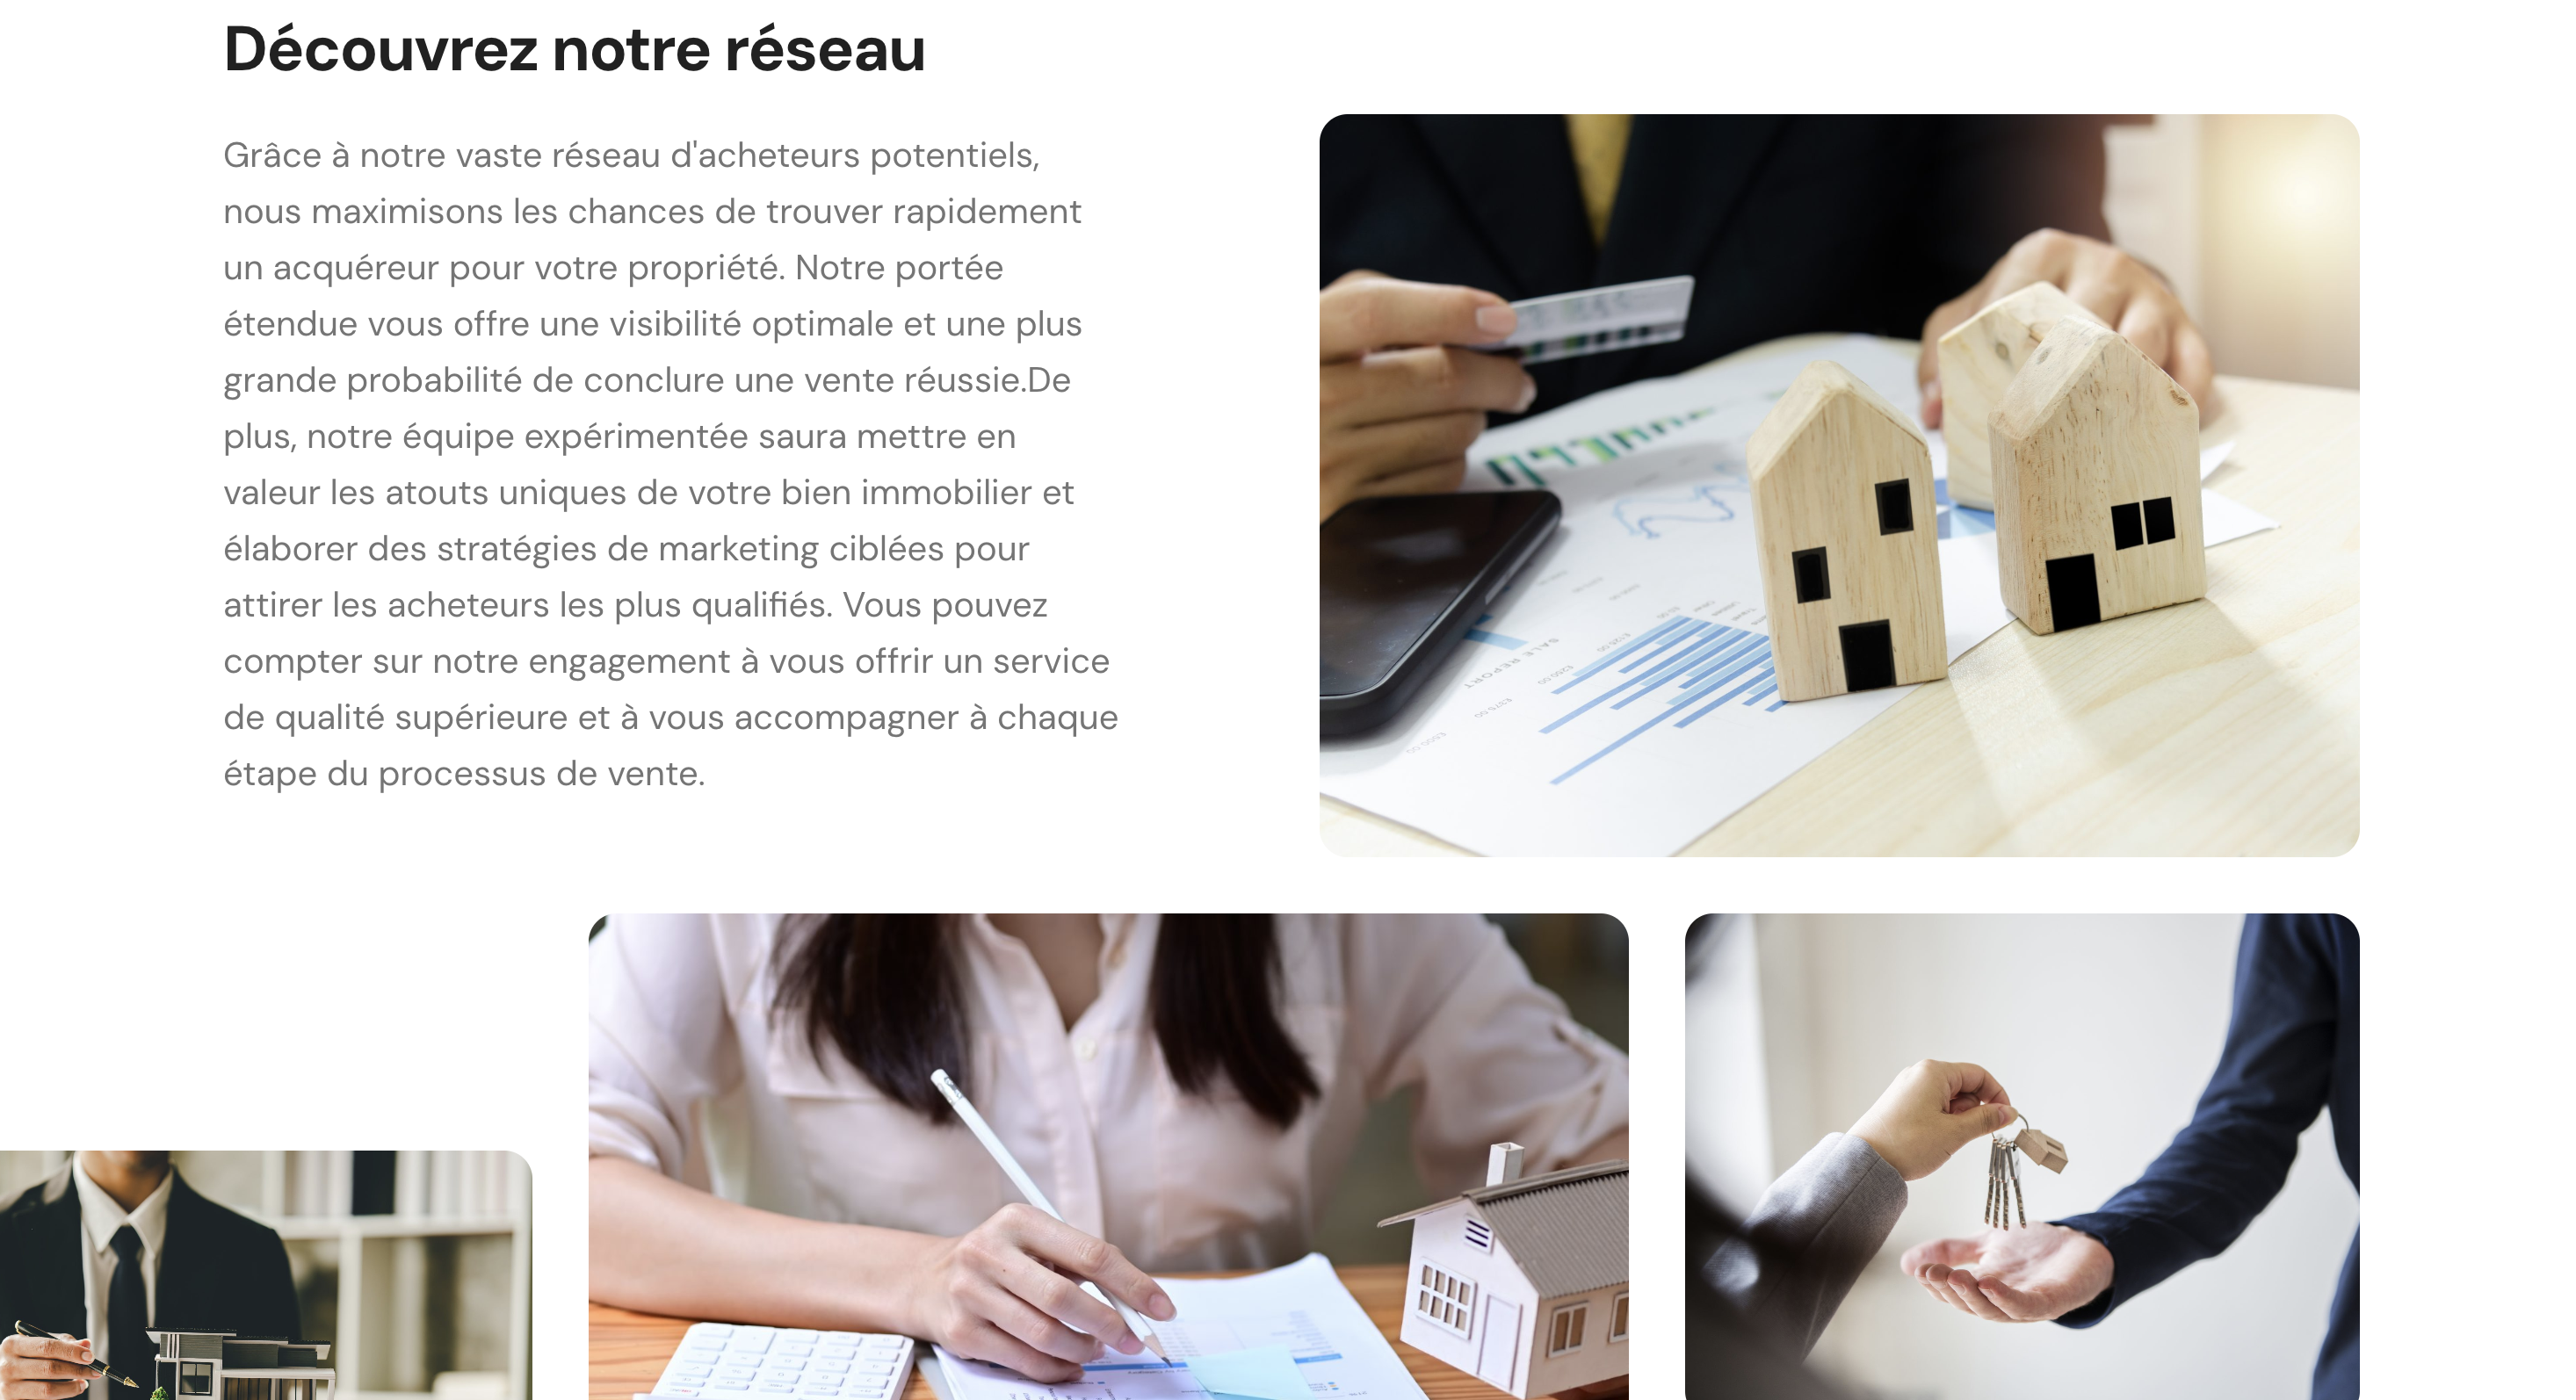 Découvrez notre réseau
Grâce à notre vaste réseau d'acheteurs potentiels,
nous maximisons les chances de trouver rapidement
un acquéreur pour votre propriété. Notre portée
étendue vous offre une visibilité optimale et une plus
grande probabilité de conclure une vente réussie.De
plus, notre équipe expérimentée saura mettre en
valeur les atouts uniques de votre bien immobilier et
élaborer des stratégies de marketing ciblées pour
attirer les acheteurs les plus qualifiés. Vous pouvez
compter sur notre engagement à vous offrir un service
de qualité supérieure et à vous accompagner à chaque
étape du processus de vente.
SALE REPORT